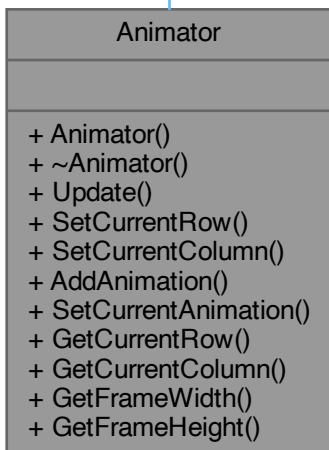 Animator
+ Animator()
+ ~Animator()
+ Update()
+ SetCurrentRow()
+ SetCurrentColumn()
+ AddAnimation()
+ SetCurrentAnimation()
+ GetCurrentRow()
+ GetCurrentColumn()
+ GetFrameWidth()
+ GetFrameHeight()